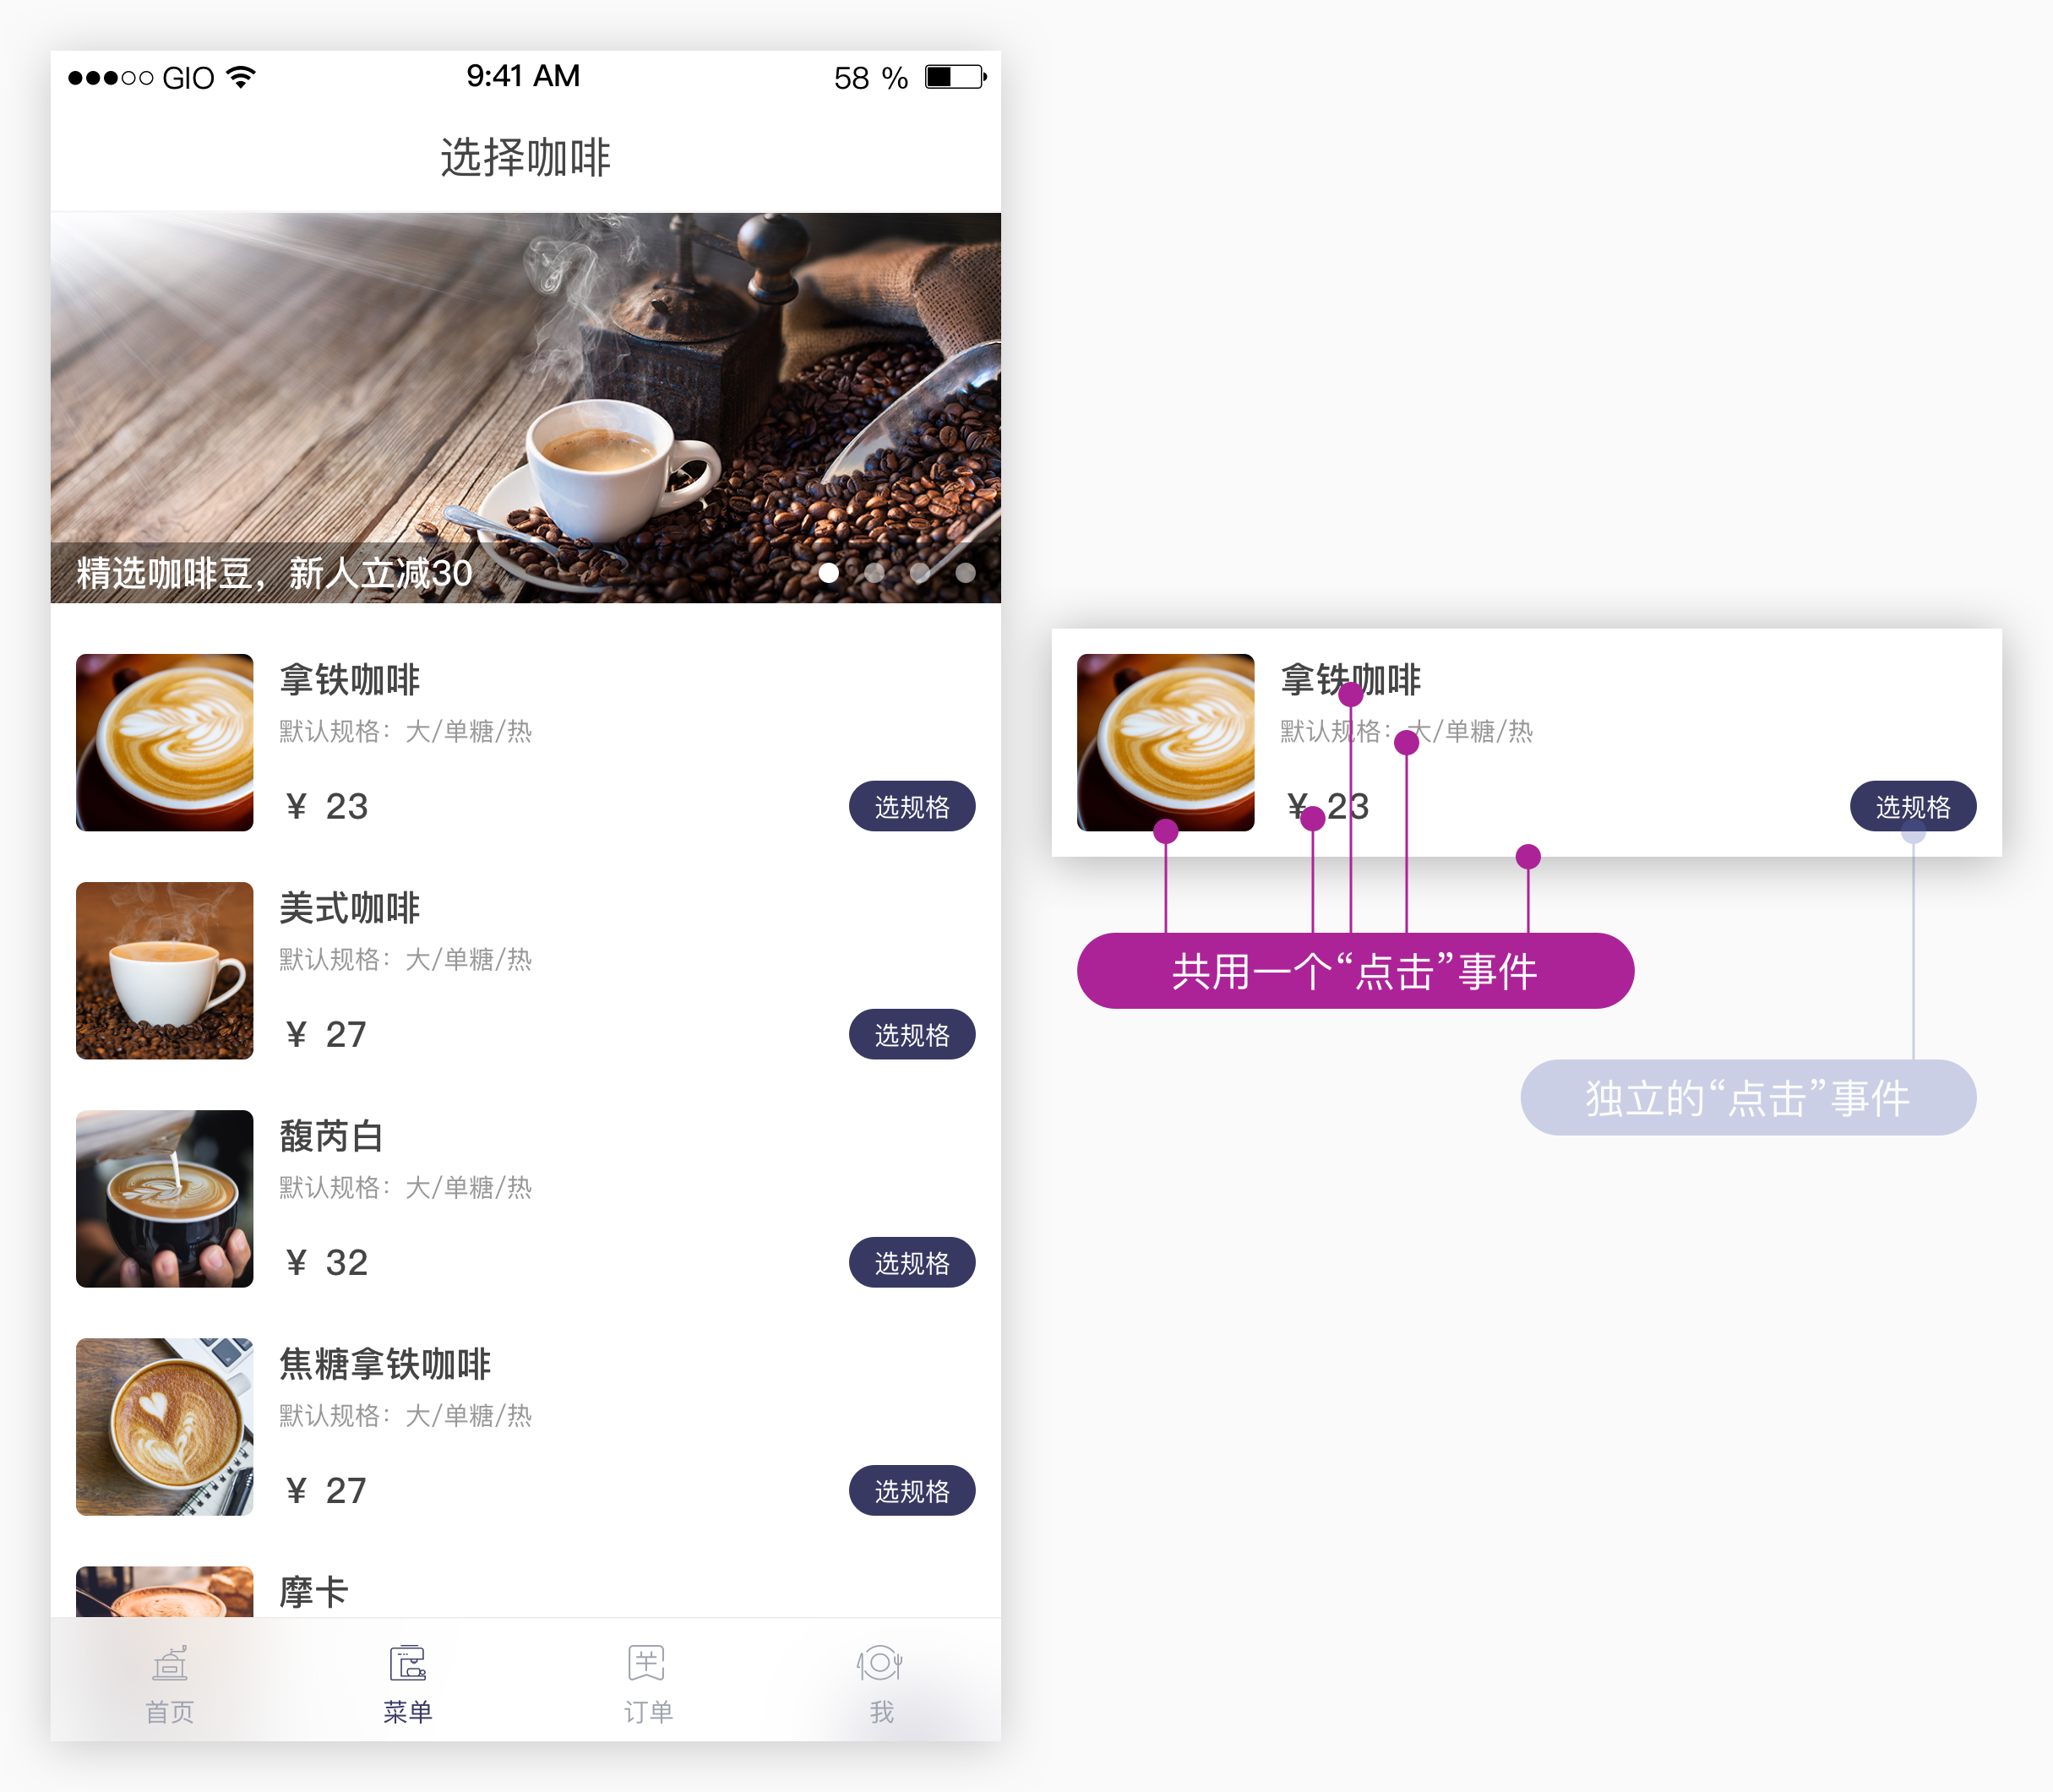 GIO
9:41 AM
58 %
选择咖啡
精选咖啡豆，新人立减30
拿铁咖啡
默认规格：大/单糖/热
¥ 23
选规格
美式咖啡
默认规格：大/单糖/热
¥ 27
选规格
馥芮白
默认规格：大/单糖/热
¥ 32
选规格
焦糖拿铁咖啡
默认规格：大/单糖/热
¥ 27
选规格
摩卡
首页
菜单
订单
我
拿铁咖啡
默认规格：大/单糖/热
¥ 23
选规格
共用一个“点击”事件
独立的“点击”事件